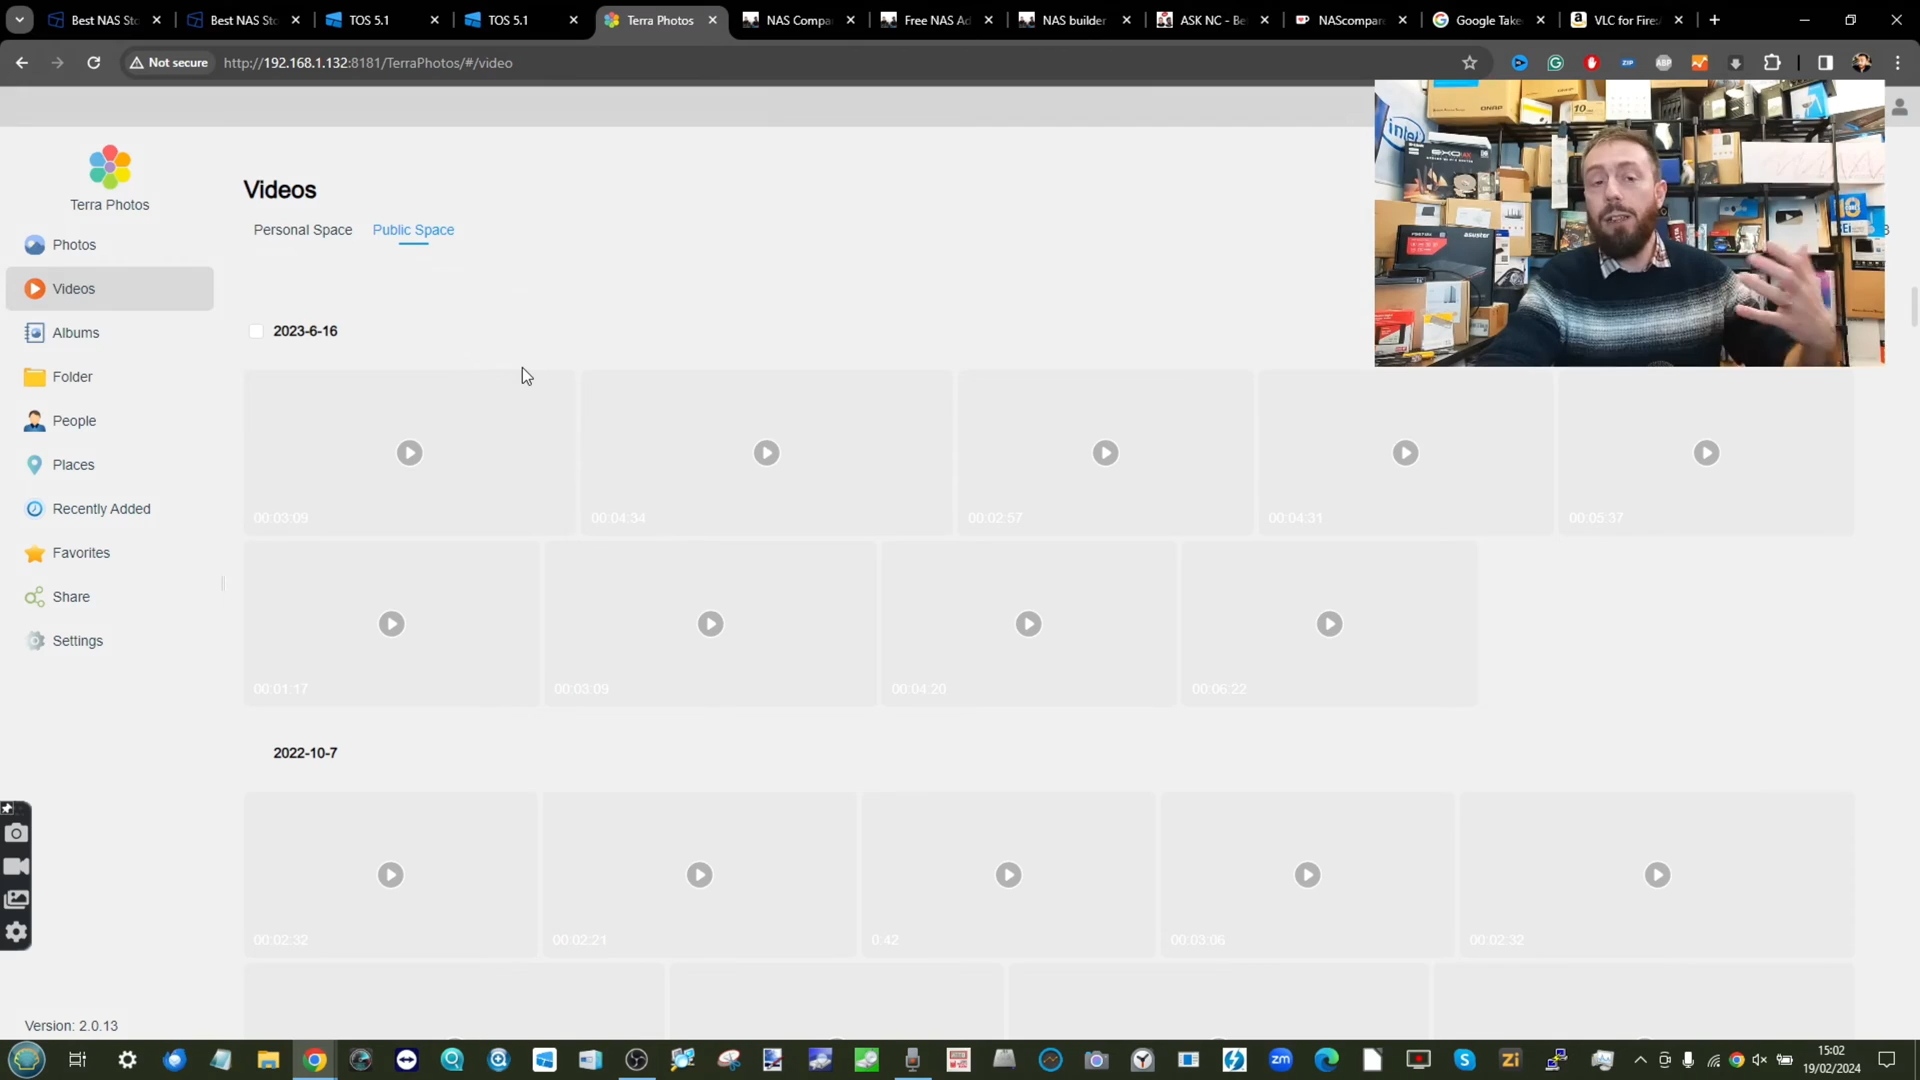 Best NAS Sto
Best NAS Sto
TOS 5.1
TOS 5.1
Terra Photos
NAS Compa
Free NAS Ad
NAS builder
ASK NC - Be
NAScompar
Google Take
VLC for Fire
Not secure
http://192.168.1.132:8181/TerraPhotos/#/video
Terra Photos
Photos
Videos
Albums
Folder
People
Places
Recently Added
Favorites
Share
Settings
Version: 2.0.13
Videos
Personal Space
Public Space
2023-6-16
00:03:09
00:04:34
00:02:57
00:04:31
00:05:37
00:01:17
00:03:09
00:04:20
00:06:22
2022-10-7
00:02:32
00:02:21
0:42
00:03:06
00:02:32
intel
QNAP
asustor
15:02
19/02/2024